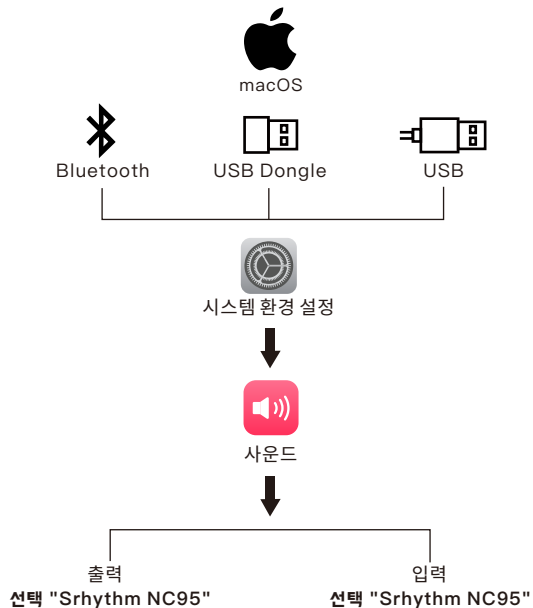 macOS
Bluetooth
USB Dongle
USB
시스템 환경 설정
사운드
출력
선택 "Srhythm NC95"
입력
선택 "Srhythm NC95"